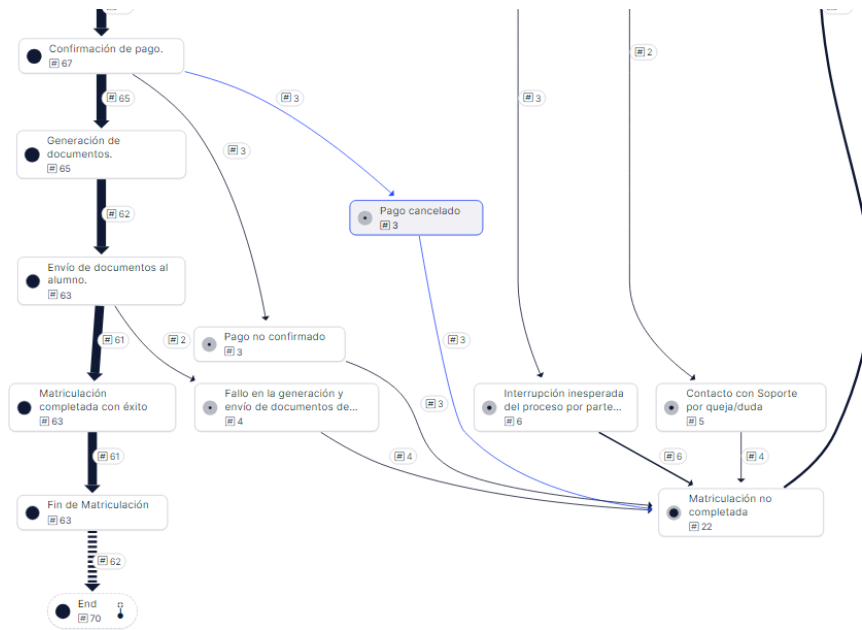 Confirmación de pago.
# 67
# 2
# 3
# 65
# 3
# 3
Generación de
documentos.
# 65
Pago cancelado
# 3
# 62
Envío de documentos al
alumno.
# 63
# 61
# 2
Pago no confirmado
# 3
# 3
Matriculación
completada con éxito
# 63
Fallo en la generación y
envío de documentos de...
# 4
# 3
Interrupción inesperada
del proceso por parte...
# 6
Contacto con Soporte
por queja/duda
# 5
# 61
# 4
# 6
# 4
Fin de Matriculación
# 63
Matriculación no
completada
# 22
# 62
End
# 70